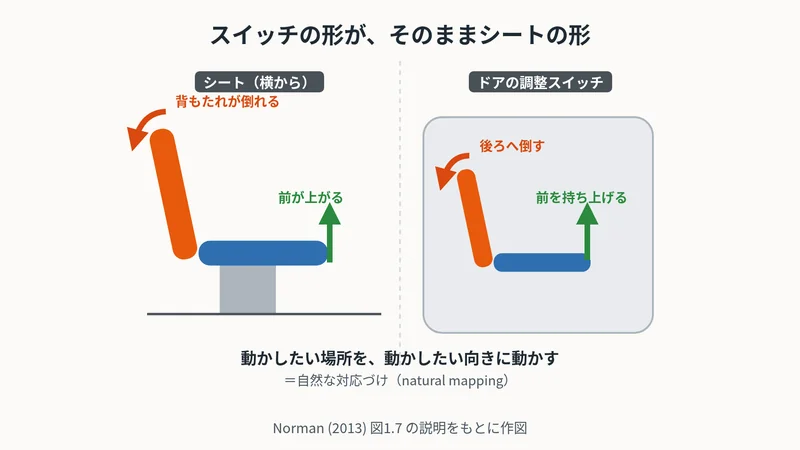 スイッチの形が、そのままシートの形
シート（横から）
背もたれが倒れる
前が上がる
ドアの調整スイッチ
後ろへ倒す
前を持ち上げる
動かしたい場所を、動かしたい向きに動かす
＝自然な対応づけ（natural mapping）
Norman (2013) 図1.7 の説明をもとに作図